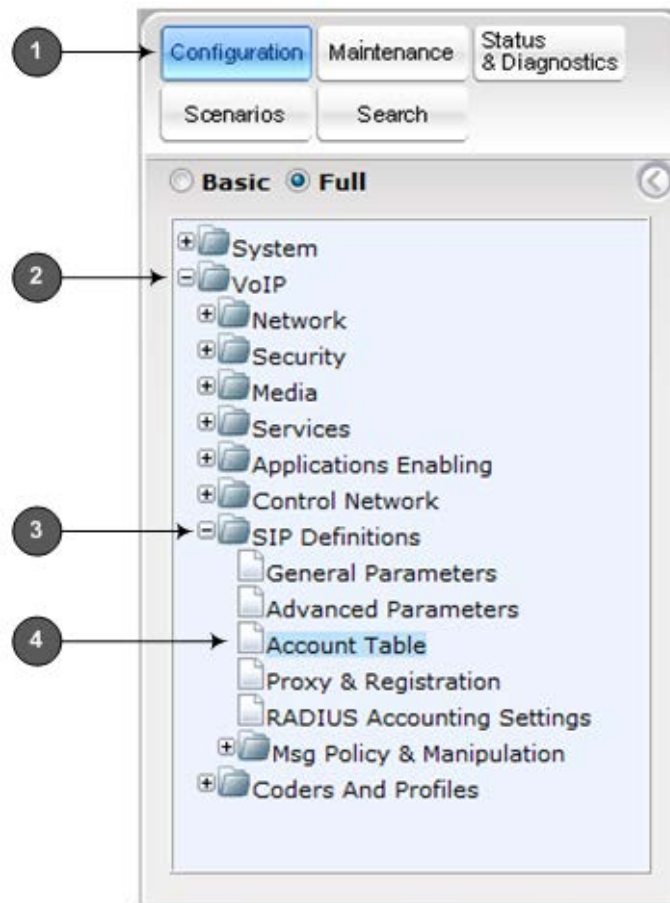 1
Configuration
Maintenance
Status
& Diagnostics
Scenarios
Search
Basic
Full
System
2
VoIP
Network
Security
Media
Services
Applications Enabling
Control Network
3
SIP Definitions
General Parameters
Advanced Parameters
4
Account Table
Proxy & Registration
RADIUS Accounting Settings
Msg Policy & Manipulation
Coders And Profiles